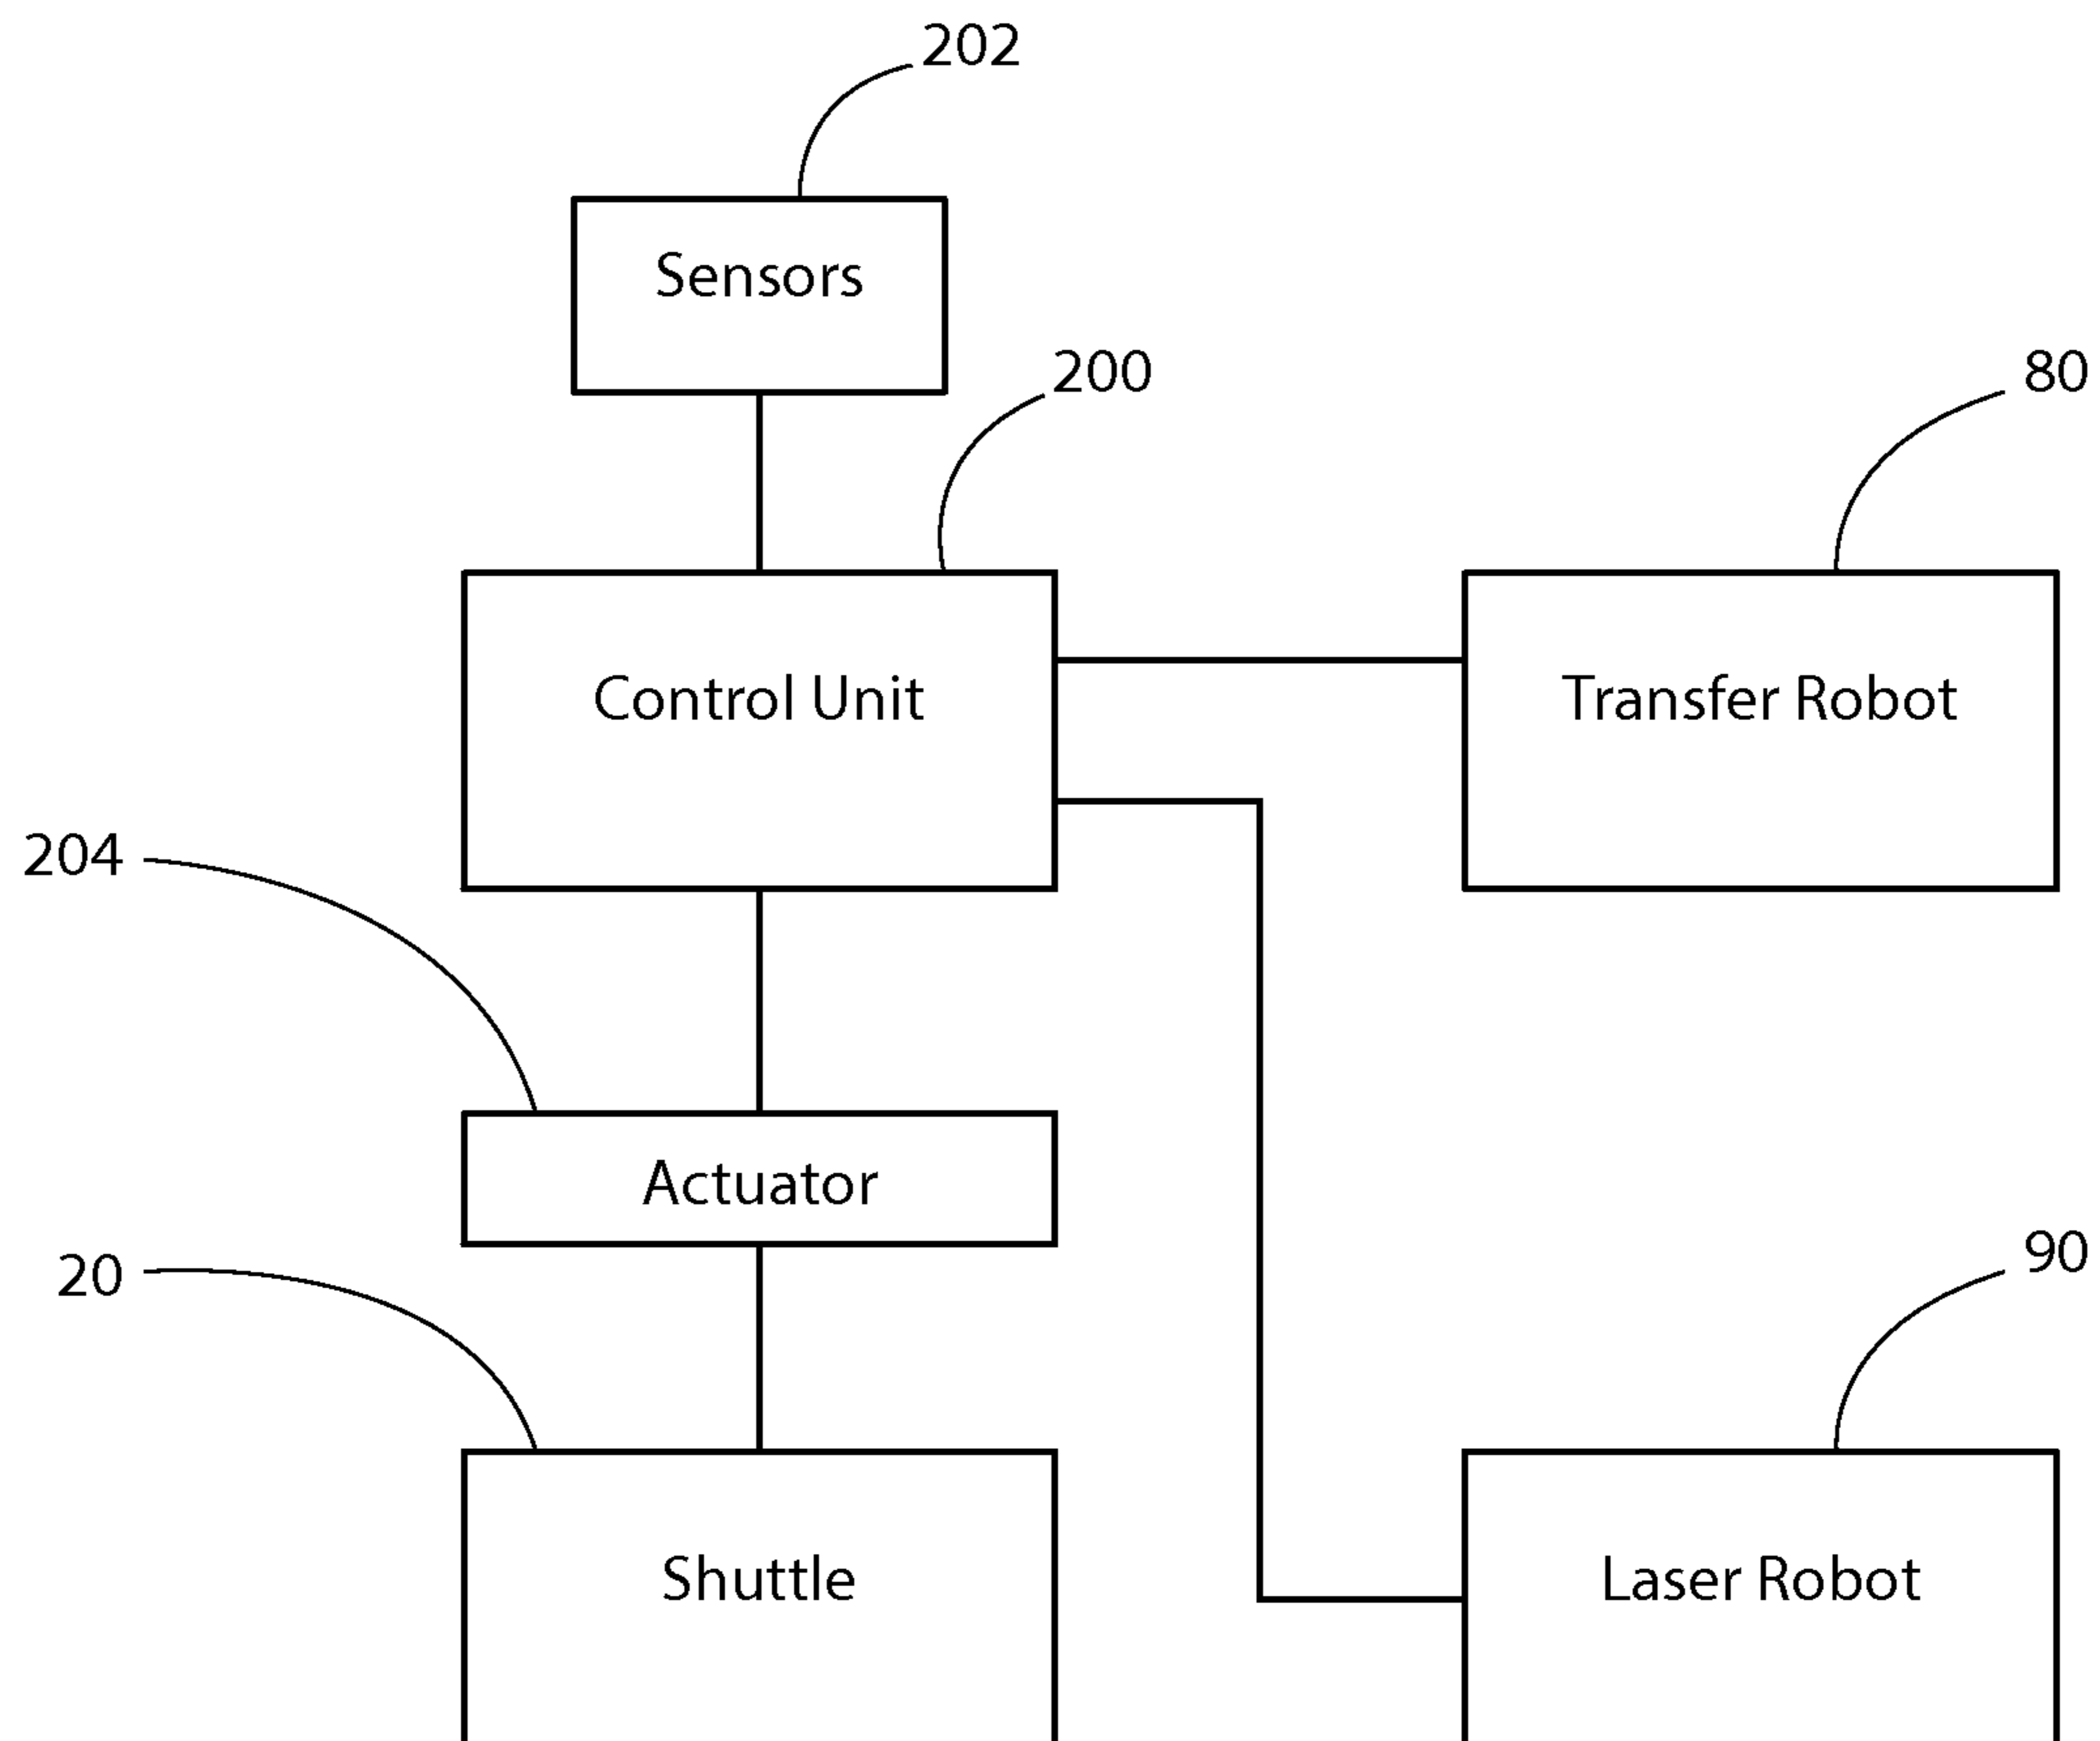 202
Sensors
200
80
Control Unit
Transfer Robot
204
Actuator
20
90
Shuttle
Laser Robot